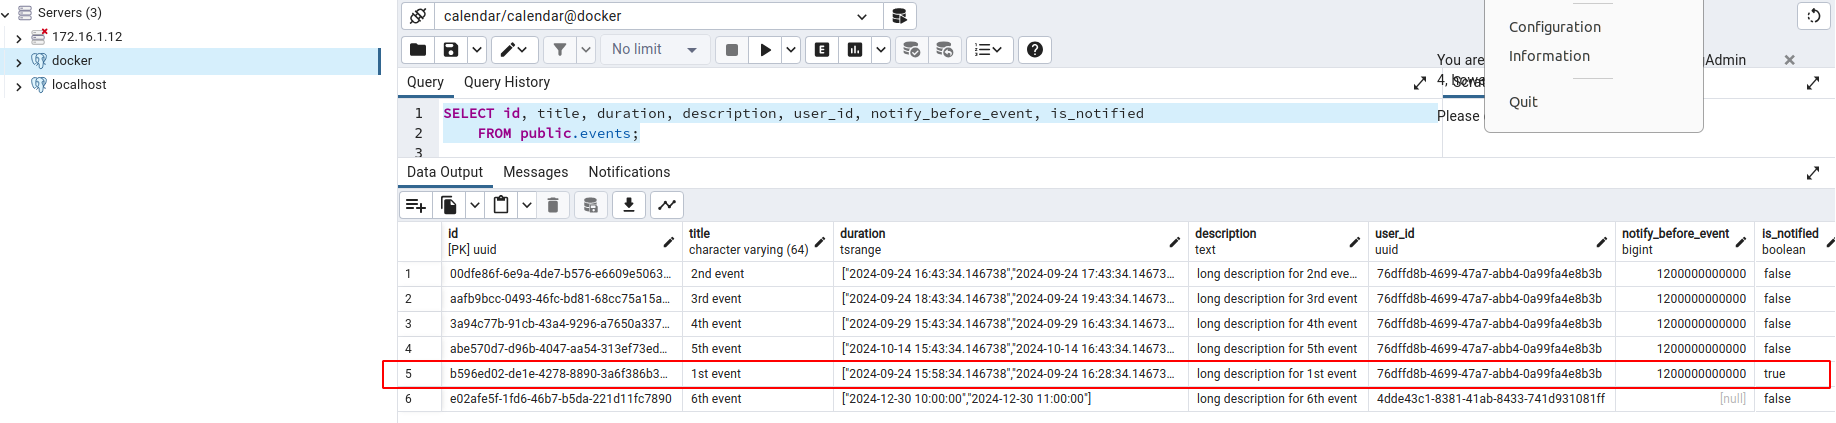 Servers (3)
172.16.1.12
docker
localhost
calendar/calendar@docker
Configuration
Information
Quit
No limit
E
You are
gAdmin
4, howe
Please
Query
Query History
Scra
1 SELECT id, title, duration, description, user_id, notify_before_event, is_notified
2 FROM public.events;
3
Data Output
Messages
Notifications
id title duration description user_id notify_before_event is_notified
[PK] uuid character varying (64) tsrange text uuid bigint boolean
1 00dfe86f-6e9a-4de7-b576-e6609e5063... 2nd event ["2024-09-24 16:43:34.146738","2024-09-24 17:43:34.14673... long description for 2nd eve... 76dffd8b-4699-47a7-abb4-0a99fa4e8b3b 1200000000000 false
2 aafb9bcc-0493-46fc-bd81-68cc75a15a... 3rd event ["2024-09-24 18:43:34.146738","2024-09-24 19:43:34.14673... long description for 3rd event 76dffd8b-4699-47a7-abb4-0a99fa4e8b3b 1200000000000 false
3 3a94c77b-91cb-43a4-9296-a7650a337... 4th event ["2024-09-29 15:43:34.146738","2024-09-29 16:43:34.14673... long description for 4th event 76dffd8b-4699-47a7-abb4-0a99fa4e8b3b 1200000000000 false
4 abe570d7-d96b-4047-aa54-313ef73ed... 5th event ["2024-10-14 15:43:34.146738","2024-10-14 16:43:34.14673... long description for 5th event 76dffd8b-4699-47a7-abb4-0a99fa4e8b3b 1200000000000 false
5 b596ed02-de1e-4278-8890-3a6f386b3... 1st event ["2024-09-24 15:58:34.146738","2024-09-24 16:28:34.14673... long description for 1st event 76dffd8b-4699-47a7-abb4-0a99fa4e8b3b 1200000000000 true
6 e02afe5f-1fd6-46b7-b5da-221d11fc7890 6th event ["2024-12-30 10:00:00","2024-12-30 11:00:00"] long description for 6th event 4dde43c1-8381-41ab-8433-741d931081ff [null] false